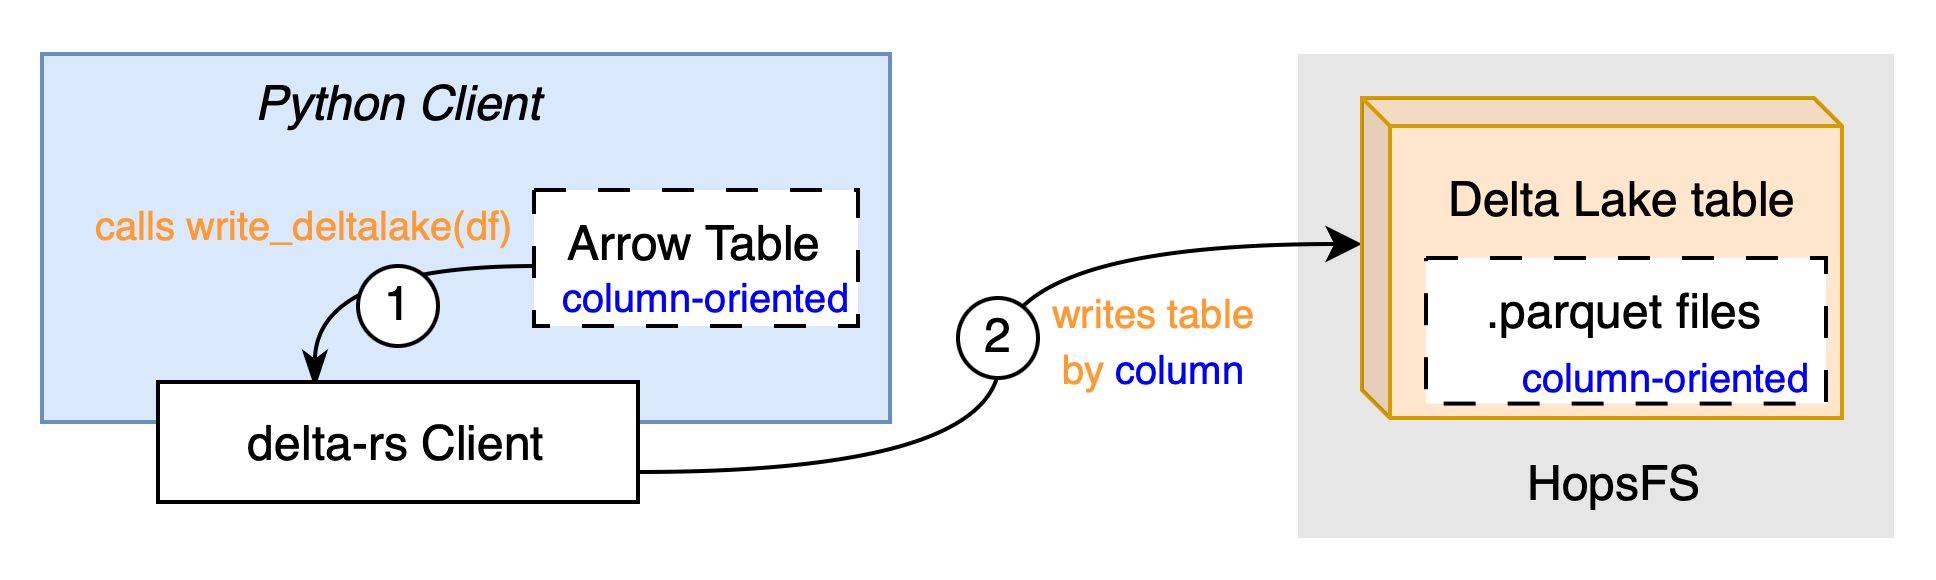 Python Client
calls write_deltalake(df)
Arrow Table
column-oriented
1
delta-rs Client
2
writes table
by column
Delta Lake table
.parquet files
column-oriented
HopsFS